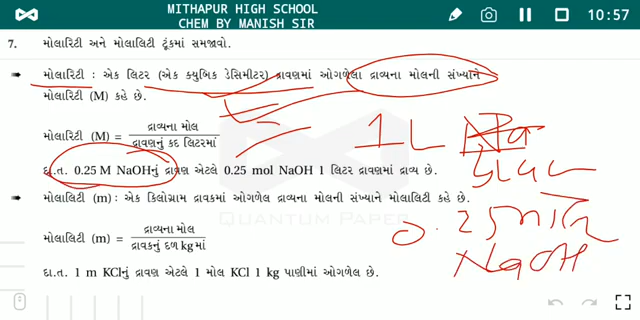 MITHAPUR HIGH SCHOOL
CHEM BY MANISH SIR
10:57
7. મોલારિટી અને મોલાલિટી ટૂંકમાં સમજાવો.
➟ મોલારિટી : એક લિટર (એક ક્યુબિક ડેસિમીટર) દ્રાવણમાં ઓગળેલા દ્રાવ્યના મોલની સંખ્યાને
મોલારિટી (M) કહે છે.
મોલારિટી (M) = દ્રાવ્યના મોલ / દ્રાવણનું કદ લિટરમાં
દા.ત. 0.25 M NaOHનું દ્રાવણ એટલે 0.25 mol NaOH 1 લિટર દ્રાવણમાં દ્રાવ્ય છે.
➟ મોલાલિટી (m) : એક કિલોગ્રામ દ્રાવકમાં ઓગળેલ દ્રાવ્યના મોલની સંખ્યાને મોલાલિટી કહે છે.
મોલાલિટી (m) = દ્રાવ્યના મોલ / દ્રાવકનું દળ kgમાં
દા.ત. 1 m KClનું દ્રાવણ એટલે 1 મોલ KCl 1 kg પાણીમાં ઓગળેલ છે.
QUANTUM PAPER
1L
0.25 મોલ
NaOH